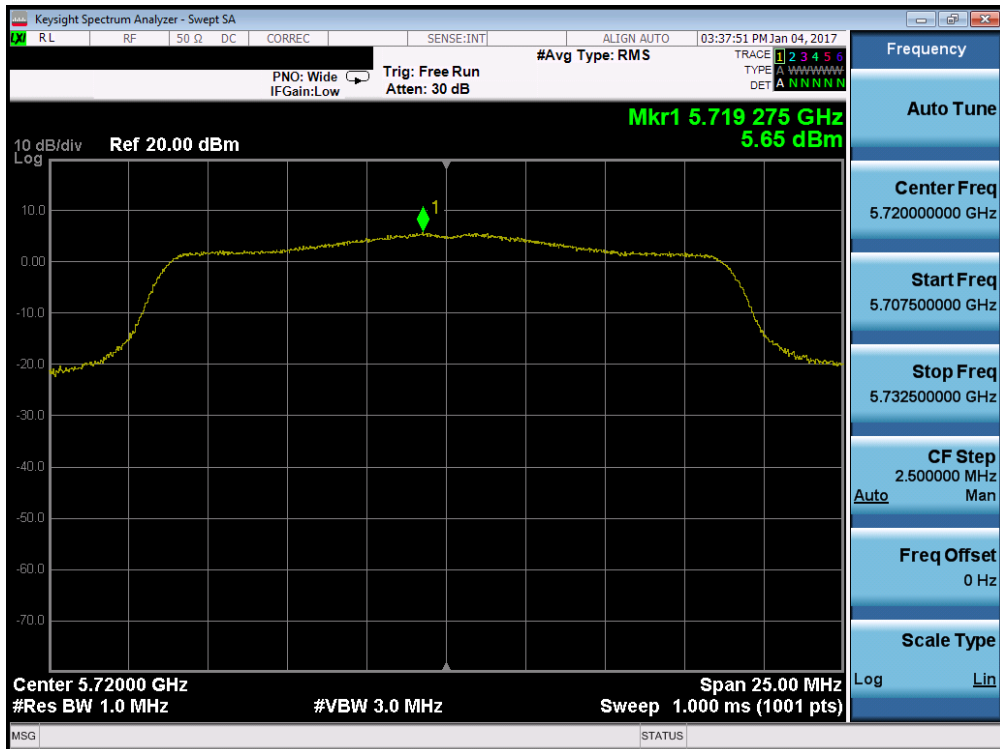 Keysight Spectrum Analyzer - Swept SA
LXI RL RF 50 Ω DC CORREC SENSE:INT ALIGN AUTO 03:37:51 PM Jan 04, 2017
#Avg Type: RMS
TRACE 1 2 3 4 5 6
TYPE A WWWWW
DET A N N N N N
PNO: Wide
IFGain:Low
Trig: Free Run
Atten: 30 dB
Mkr1 5.719 275 GHz
5.65 dBm
10 dB/div
Log
Ref 20.00 dBm
1
10.0
0.00
-10.0
-20.0
-30.0
-40.0
-50.0
-60.0
-70.0
Center 5.72000 GHz
Span 25.00 MHz
#Res BW 1.0 MHz
#VBW 3.0 MHz
Sweep 1.000 ms (1001 pts)
MSG
STATUS
Frequency
Auto Tune
Center Freq
5.720000000 GHz
Start Freq
5.707500000 GHz
Stop Freq
5.732500000 GHz
CF Step
2.500000 MHz
Auto Man
Freq Offset
0 Hz
Scale Type
Log Lin